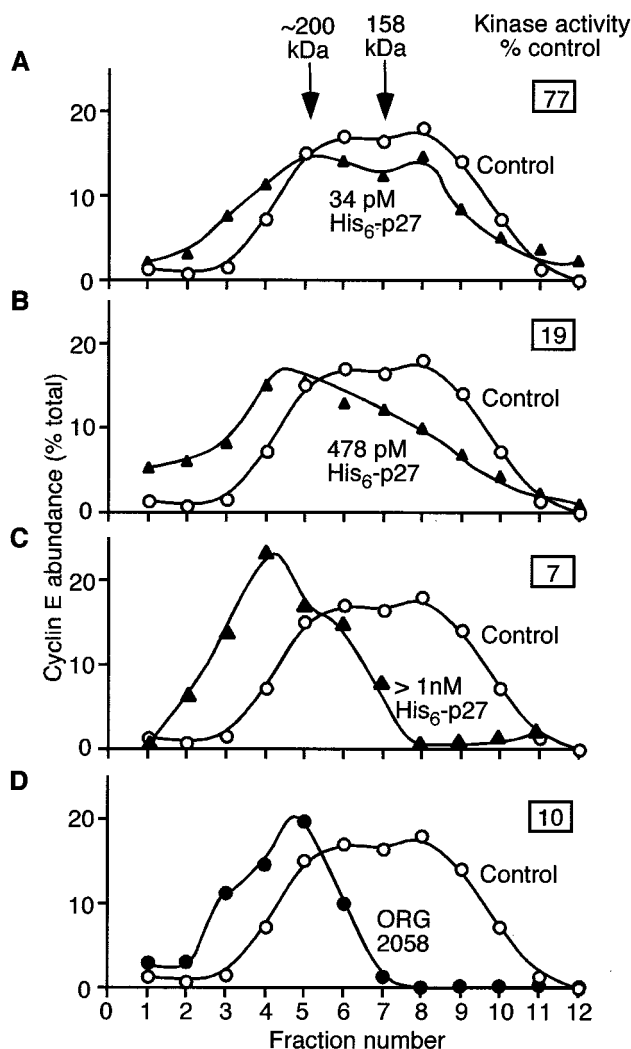 ~200
kDa
158
kDa
Kinase activity
% control
A
77
20
10
0
Control
34 pM
His6-p27
B
19
20
10
0
Control
478 pM
His6-p27
Cyclin E abundance (% total)
C
7
20
10
0
Control
> 1nM
His6-p27
D
10
20
10
0
Control
ORG
2058
0 1 2 3 4 5 6 7 8 9 10 11 12
Fraction number